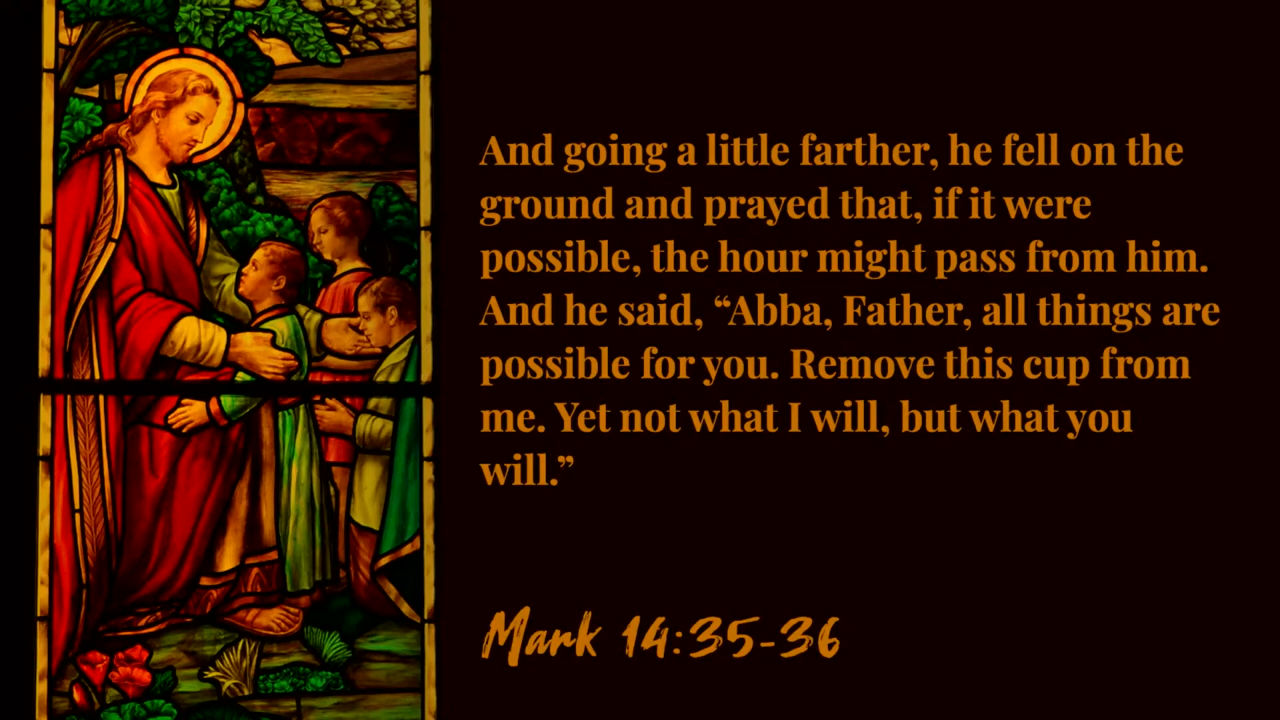 And going a little farther, he fell on the
ground and prayed that, if it were
possible, the hour might pass from him.
And he said, “Abba, Father, all things are
possible for you. Remove this cup from
me. Yet not what I will, but what you
will.”
Mark 14:35-36